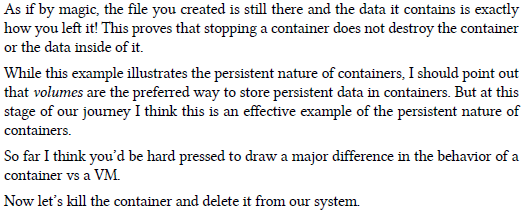 As if by magic, the file you created is still there and the data it contains is exactly
how you left it! This proves that stopping a container does not destroy the container
or the data inside of it.
While this example illustrates the persistent nature of containers, I should point out
that volumes are the preferred way to store persistent data in containers. But at this
stage of our journey I think this is an effective example of the persistent nature of
containers.
So far I think you'd be hard pressed to draw a major difference in the behavior of a
container vs a VM.
Now let's kill the container and delete it from our system.